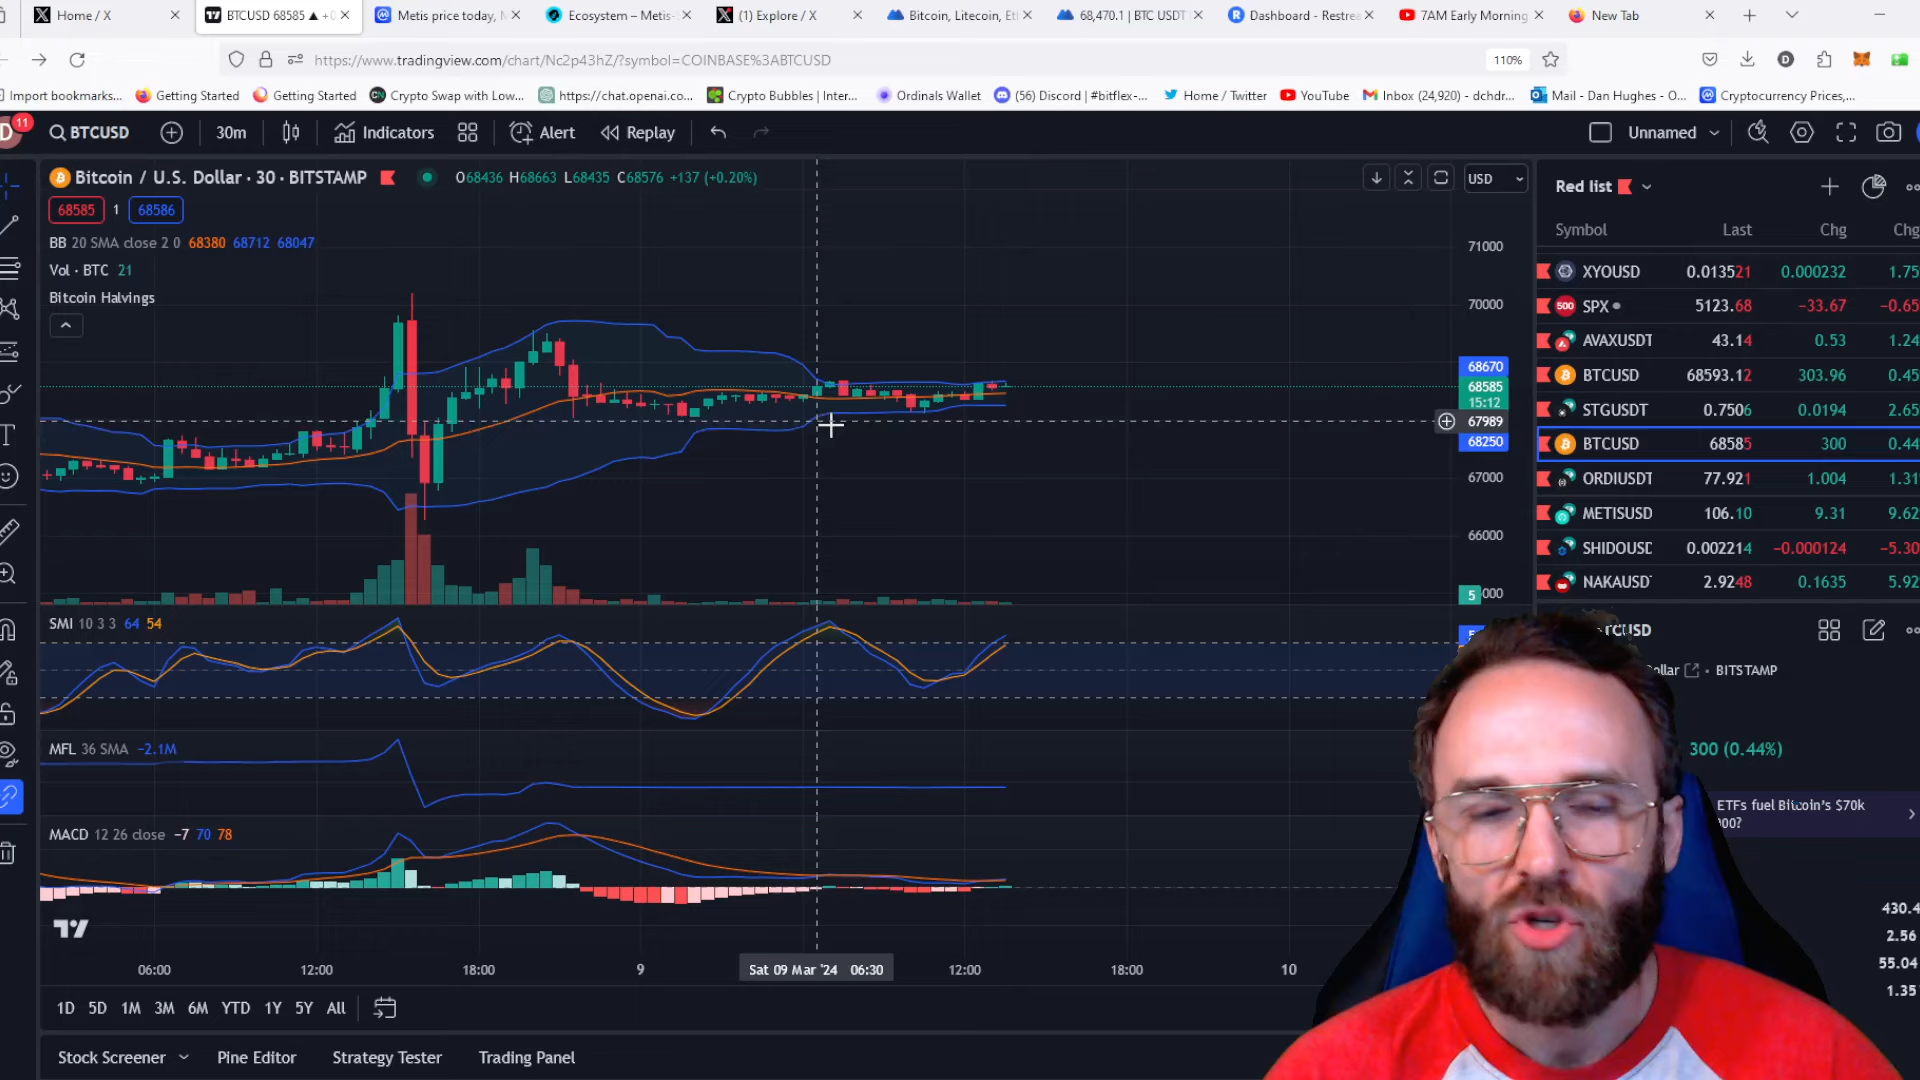 Home / X
BTCUSD 68585 ▲ +0
Metis price today, M
Ecosystem – Metis-
(1) Explore / X
Bitcoin, Litecoin, Et
68,470.1 | BTC USDT
Dashboard - Restrea
7AM Early Morning
New Tab
https://www.tradingview.com/chart/Nc2p43hZ/?symbol=COINBASE%3ABTCUSD
110%
Import bookmarks...
Getting Started
Getting Started
Crypto Swap with Low...
https://chat.openai.co...
Crypto Bubbles | Inter...
Ordinals Wallet
(56) Discord | #bitflex-...
Home / Twitter
YouTube
Inbox (24,920) - dchdr...
Mail - Dan Hughes - O...
Cryptocurrency Prices,...
D
11
BTCUSD
30m
Indicators
Alert
Replay
Unnamed
Bitcoin / U.S. Dollar · 30 · BITSTAMP
O68436 H68663 L68435 C68576 +137 (+0.20%)
USD
68585 1 68586
BB 20 SMA close 2 0 68380 68712 68047
Vol · BTC 21
Bitcoin Halvings
71000
70000
68670
68585
15:12
67989
68250
67000
66000
5
SMI 10 3 3 64 54
MFL 36 SMA −2.1M
MACD 12 26 close −7 70 78
06:00
12:00
18:00
9
Sat 09 Mar '24 06:30
12:00
18:00
10
1D 5D 1M 3M 6M YTD 1Y 5Y All
Stock Screener
Pine Editor
Strategy Tester
Trading Panel
Red list
Symbol Last Chg Chg
XYOUSD 0.013521 0.000232 1.75
SPX 5123.68 −33.67 −0.65
AVAXUSDT 43.14 0.53 1.24
BTCUSD 68593.12 303.96 0.45
STGUSDT 0.7506 0.0194 2.65
BTCUSD 68585 300 0.44
ORDIUSDT 77.921 1.004 1.31
METISUSD 106.10 9.31 9.62
SHIDOUSD 0.002214 −0.000124 −5.30
NAKAUSD 2.9248 0.1635 5.92
TCUSD
ollar · BITSTAMP
300 (0.44%)
ETFs fuel Bitcoin's $70k
00?
430.4
2.56
55.04
1.35